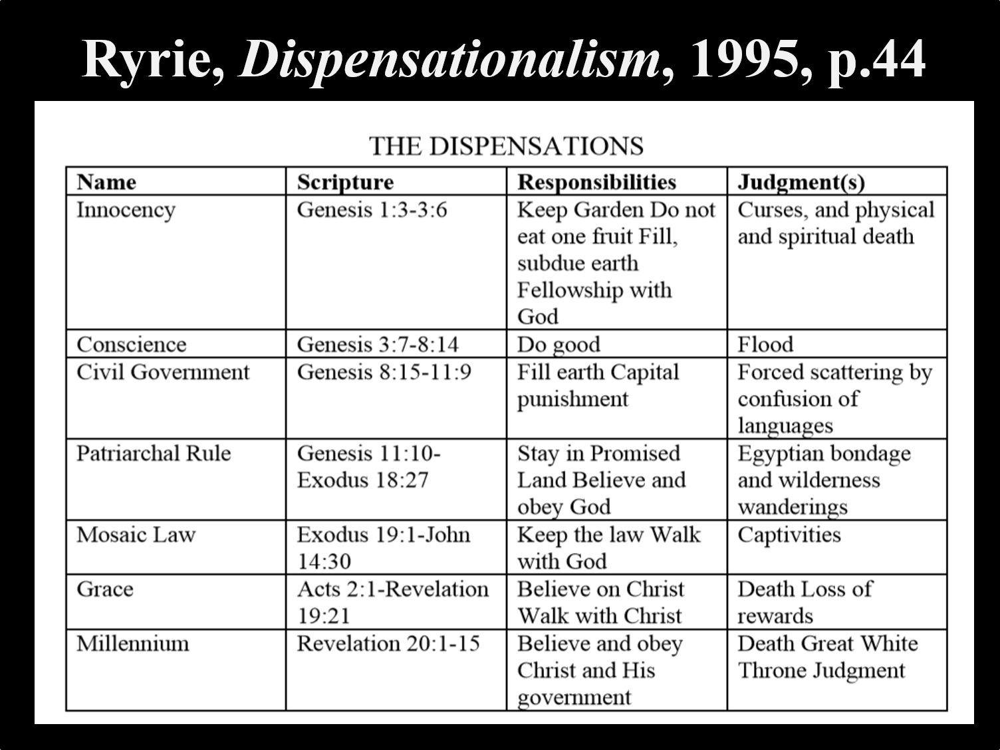 Ryrie, Dispensationalism, 1995, p.44
THE DISPENSATIONS
Name Scripture Responsibilities Judgment(s)
Innocency Genesis 1:3-3:6 Keep Garden Do not Curses, and physical
eat one fruit Fill, and spiritual death
subdue earth
Fellowship with
God
Conscience Genesis 3:7-8:14 Do good Flood
Civil Government Genesis 8:15-11:9 Fill earth Capital Forced scattering by
punishment confusion of
languages
Patriarchal Rule Genesis 11:10- Stay in Promised Egyptian bondage
Exodus 18:27 Land Believe and and wilderness
obey God wanderings
Mosaic Law Exodus 19:1-John Keep the law Walk Captivities
14:30 with God
Grace Acts 2:1-Revelation Believe on Christ Death Loss of
19:21 Walk with Christ rewards
Millennium Revelation 20:1-15 Believe and obey Death Great White
Christ and His Throne Judgment
government